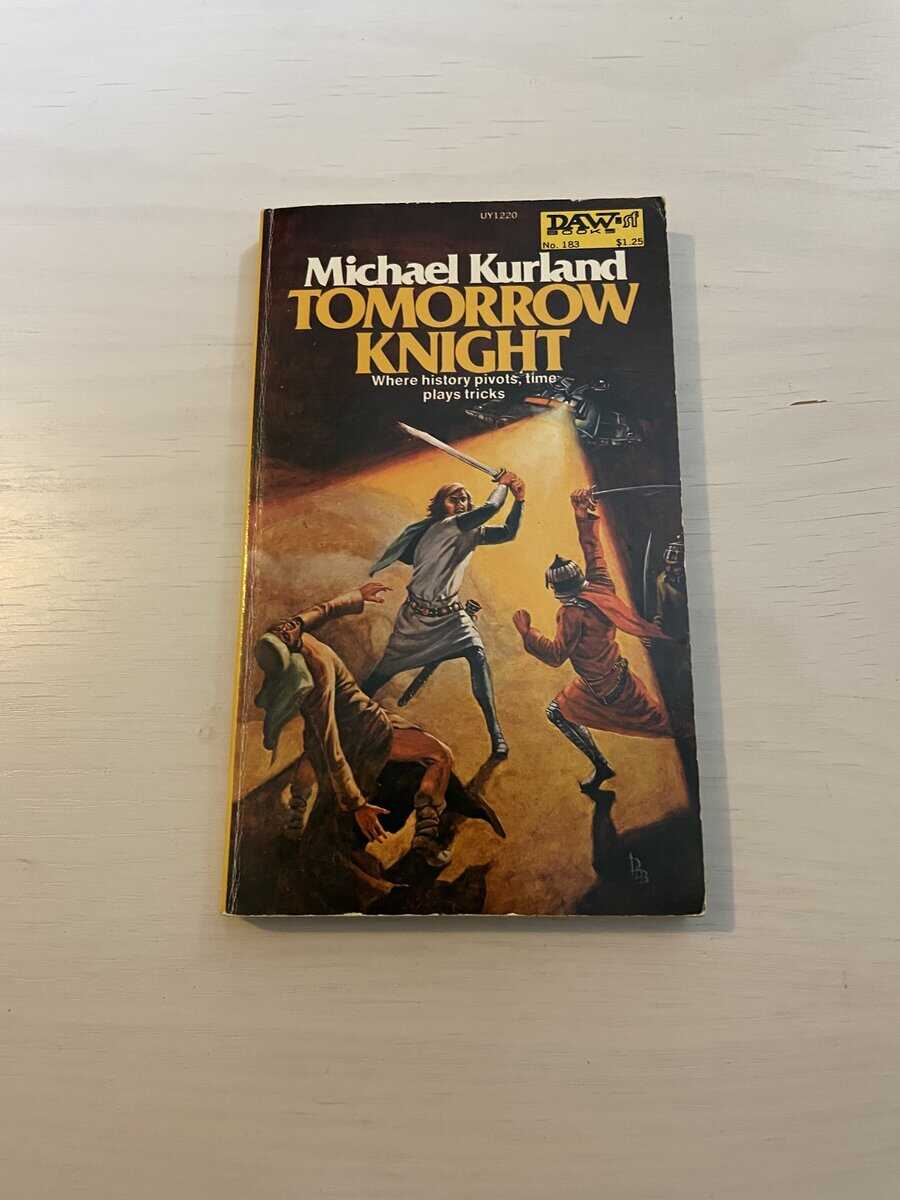 UY1220
DAW=sf
BOOKS
No. 183 $1.25
Michael Kurland
TOMORROW
KNIGHT
Where history pivots, time
plays tricks